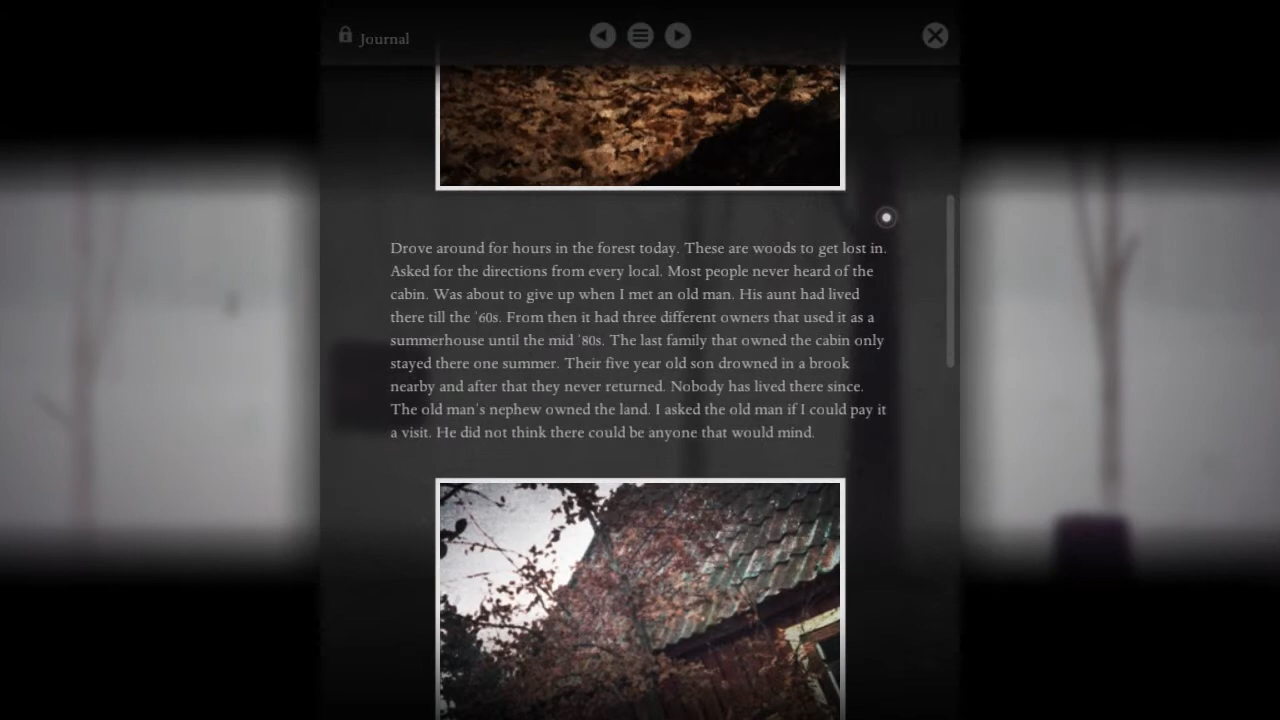 Journal
Drove around for hours in the forest today. These are woods to get lost in.
Asked for the directions from every local. Most people never heard of the
cabin. Was about to give up when I met an old man. His aunt had lived
there till the '60s. From then it had three different owners that used it as a
summerhouse until the mid '80s. The last family that owned the cabin only
stayed there one summer. Their five year old son drowned in a brook
nearby and after that they never returned. Nobody has lived there since.
The old man's nephew owned the land. I asked the old man if I could pay it
a visit. He did not think there could be anyone that would mind.